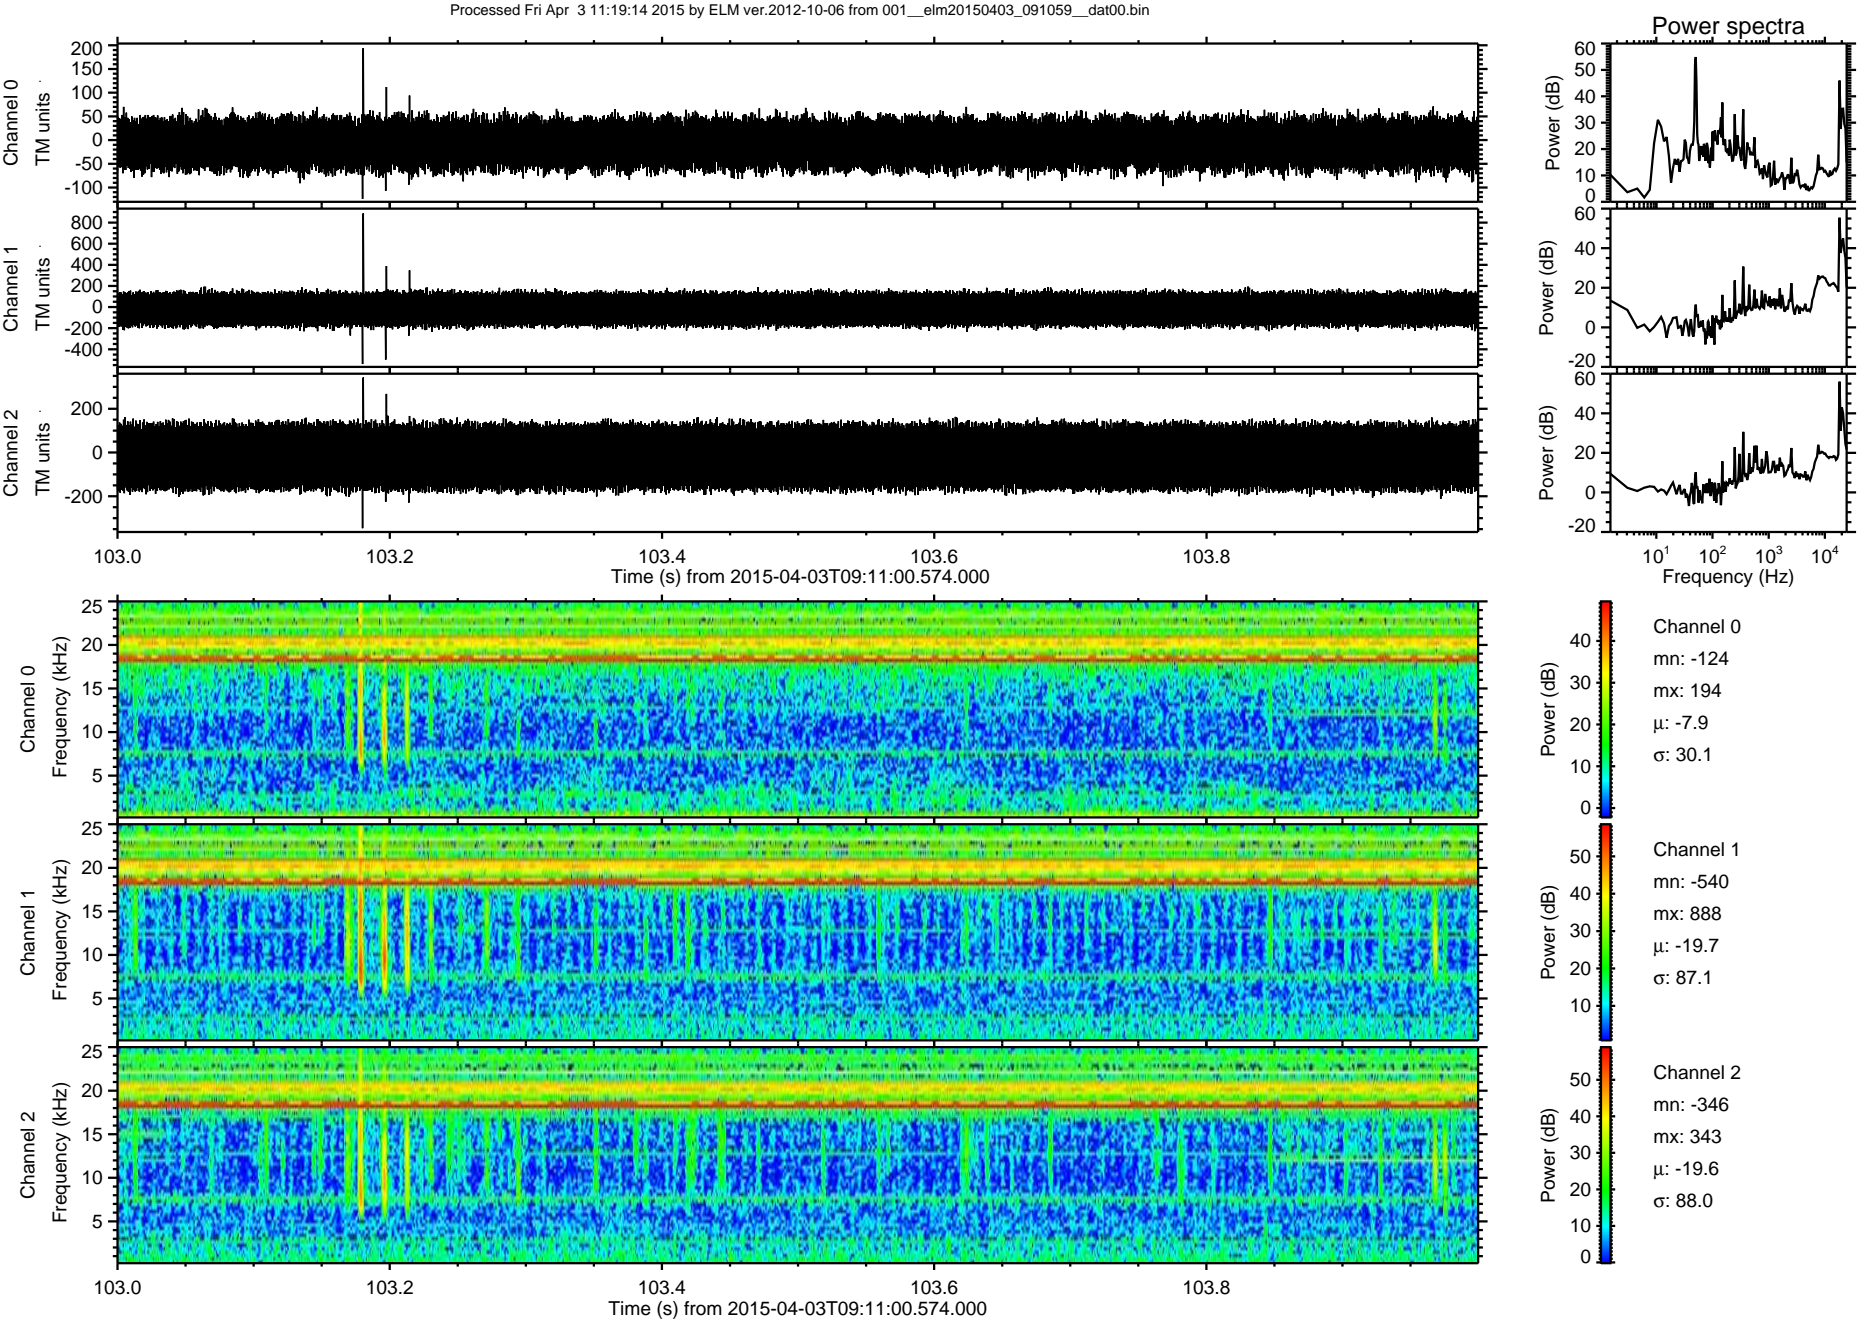 Processed Fri Apr 3 11:19:14 2015 by ELM ver.2012-10-06 from 001__elm20150403_091059__dat00.bin
Power spectra
Channel 0
TM units
200
150
100
50
0
-50
-100
Power (dB)
60
50
40
30
20
10
0
Channel 1
TM units
800
600
400
200
0
-200
-400
Power (dB)
60
40
20
0
-20
Channel 2
TM units
200
0
-200
Power (dB)
60
40
20
0
-20
103.0 103.2 103.4 103.6 103.8
Time (s) from 2015-04-03T09:11:00.574.000
10¹ 10² 10³ 10⁴
Frequency (Hz)
Channel 0
Frequency (kHz)
25
20
15
10
5
Power (dB)
40
30
20
10
0
Channel 0
mn: -124
mx: 194
μ: -7.9
σ: 30.1
Channel 1
Frequency (kHz)
25
20
15
10
5
Power (dB)
50
40
30
20
10
Channel 1
mn: -540
mx: 888
μ: -19.7
σ: 87.1
Channel 2
Frequency (kHz)
25
20
15
10
5
Power (dB)
50
40
30
20
10
0
Channel 2
mn: -346
mx: 343
μ: -19.6
σ: 88.0
103.0 103.2 103.4 103.6 103.8
Time (s) from 2015-04-03T09:11:00.574.000